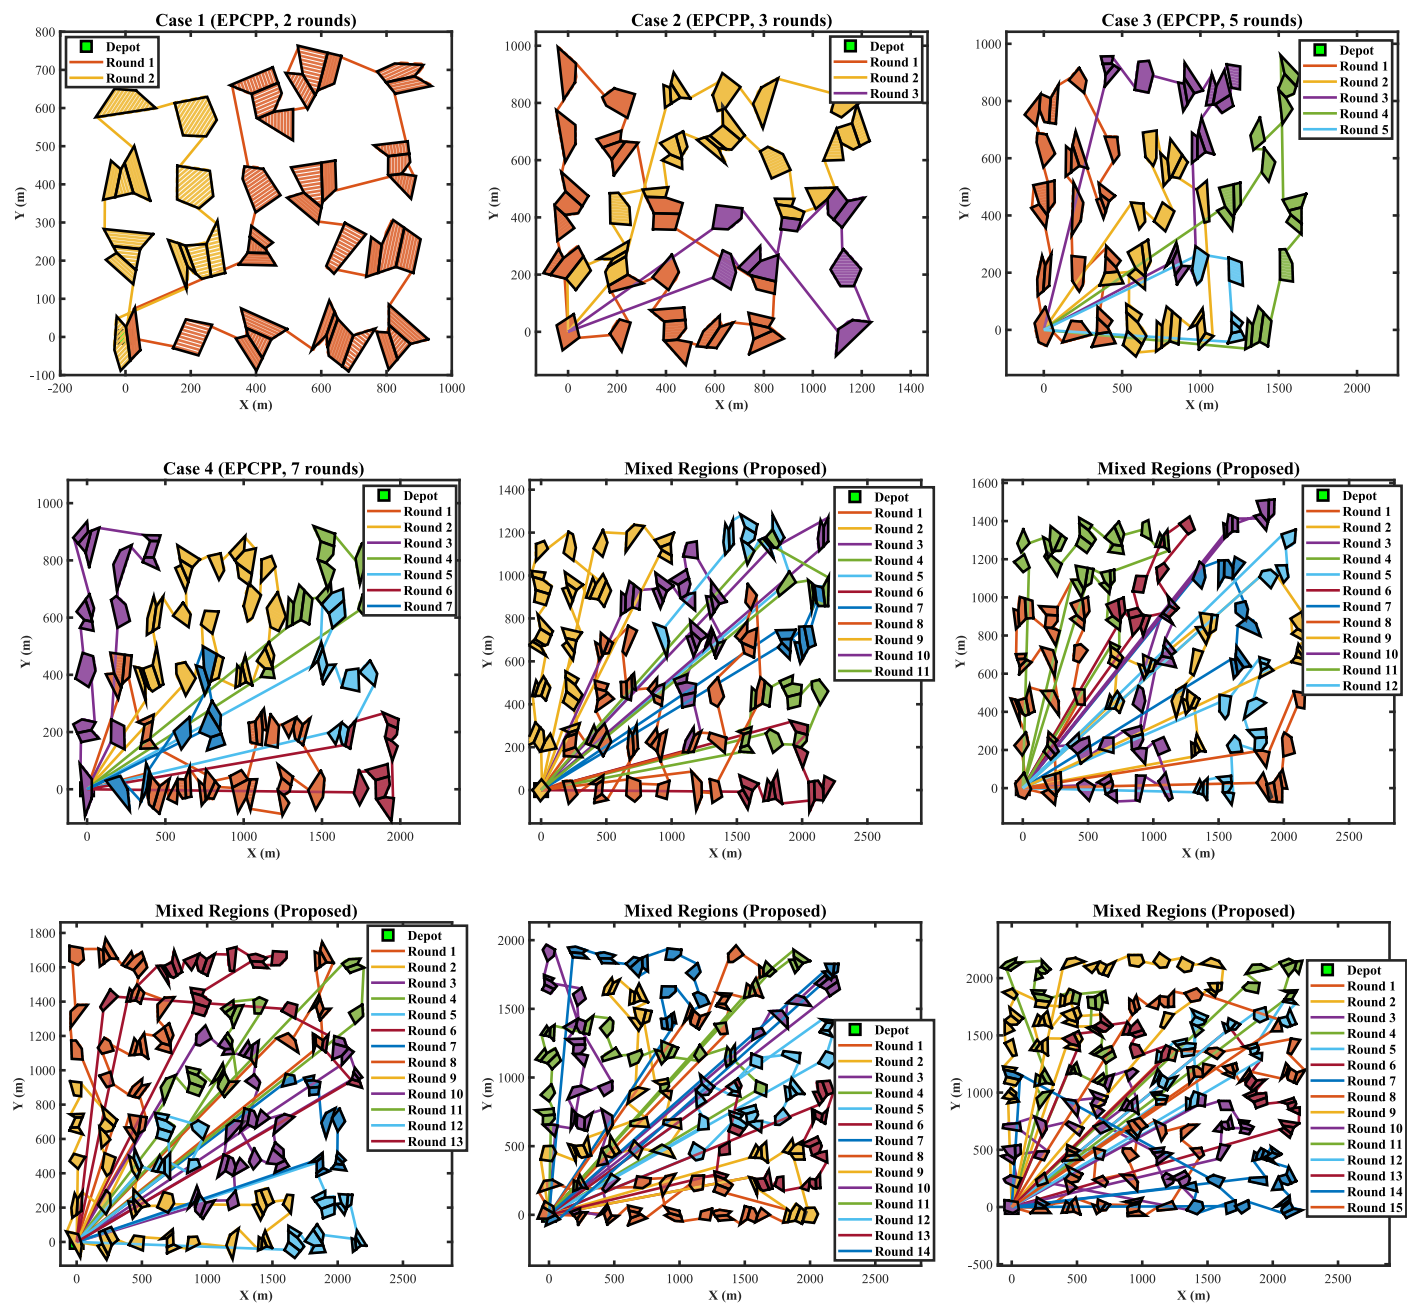 Case 1 (EPCPP, 2 rounds)
800
700
600
500
400
300
200
100
0
-100
-200
0
200
400
600
800
1000
Y (m)
X (m)
Depot
Round 1
Round 2
Case 2 (EPCPP, 3 rounds)
1000
800
600
400
200
0
0
200
400
600
800
1000
1200
1400
Y (m)
X (m)
Depot
Round 1
Round 2
Round 3
Case 3 (EPCPP, 5 rounds)
1000
800
600
400
200
0
0
500
1000
1500
2000
Y (m)
X (m)
Depot
Round 1
Round 2
Round 3
Round 4
Round 5
Case 4 (EPCPP, 7 rounds)
1000
800
600
400
200
0
0
500
1000
1500
2000
Y (m)
X (m)
Depot
Round 1
Round 2
Round 3
Round 4
Round 5
Round 6
Round 7
Mixed Regions (Proposed)
1400
1200
1000
800
600
400
200
0
0
500
1000
1500
2000
2500
Y (m)
X (m)
Depot
Round 1
Round 2
Round 3
Round 4
Round 5
Round 6
Round 7
Round 8
Round 9
Round 10
Round 11
Mixed Regions (Proposed)
1600
1400
1200
1000
800
600
400
200
0
0
500
1000
1500
2000
2500
Y (m)
X (m)
Depot
Round 1
Round 2
Round 3
Round 4
Round 5
Round 6
Round 7
Round 8
Round 9
Round 10
Round 11
Round 12
Mixed Regions (Proposed)
1800
1600
1400
1200
1000
800
600
400
200
0
0
500
1000
1500
2000
2500
Y (m)
X (m)
Depot
Round 1
Round 2
Round 3
Round 4
Round 5
Round 6
Round 7
Round 8
Round 9
Round 10
Round 11
Round 12
Round 13
Mixed Regions (Proposed)
2000
1500
1000
500
0
0
500
1000
1500
2000
2500
Y (m)
X (m)
Depot
Round 1
Round 2
Round 3
Round 4
Round 5
Round 6
Round 7
Round 8
Round 9
Round 10
Round 11
Round 12
Round 13
Round 14
Mixed Regions (Proposed)
2000
1500
1000
500
0
-500
0
500
1000
1500
2000
2500
Y (m)
X (m)
Depot
Round 1
Round 2
Round 3
Round 4
Round 5
Round 6
Round 7
Round 8
Round 9
Round 10
Round 11
Round 12
Round 13
Round 14
Round 15